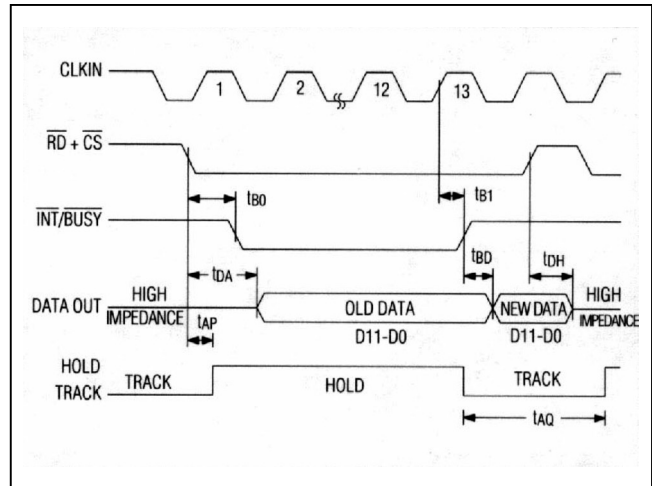 CLKIN
1 2 12 13
RD + CS
tB0
tB1
INT/BUSY
tDA
tBD
tDH
DATA OUT
HIGH
IMPEDANCE
OLD DATA
NEW DATA
HIGH
IMPEDANCE
D11-D0
D11-D0
tAP
HOLD
TRACK
TRACK
HOLD
TRACK
tAQ